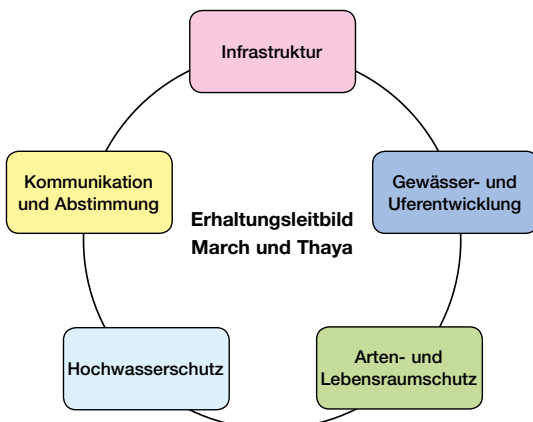 Infrastruktur
Kommunikation
und Abstimmung
Gewässer- und
Uferentwicklung
Erhaltungsleitbild
March und Thaya
Hochwasserschutz
Arten- und
Lebensraumschutz